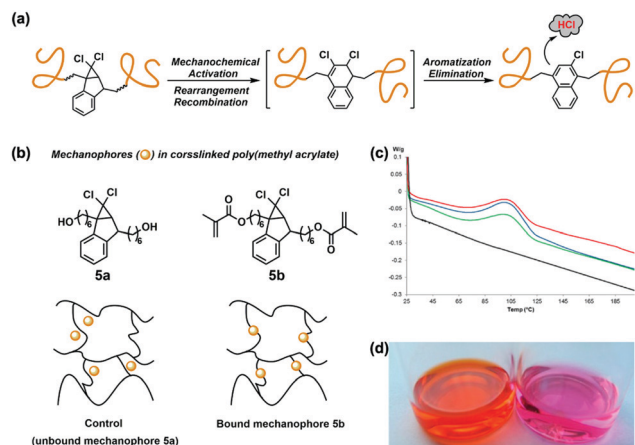 (a)
Cl
Cl
Mechanochemical
Activation
Rearrangement
Recombination
Cl
Cl
Aromatization
Elimination
HCl
Cl
(b)
Mechanophores ( ) in corsslinked poly(methyl acrylate)
Cl
Cl
HO
6
6
OH
5a
O
O
6
Cl
Cl
6
O
O
5b
Control
(unbound mechanophore 5a)
Bound mechanophore 5b
(c)
W/g
0.1
0.05
0
-0.05
-0.1
-0.15
-0.2
-0.25
-0.3
25
45
65
85
105
125
145
165
185
Temp (°C)
(d)